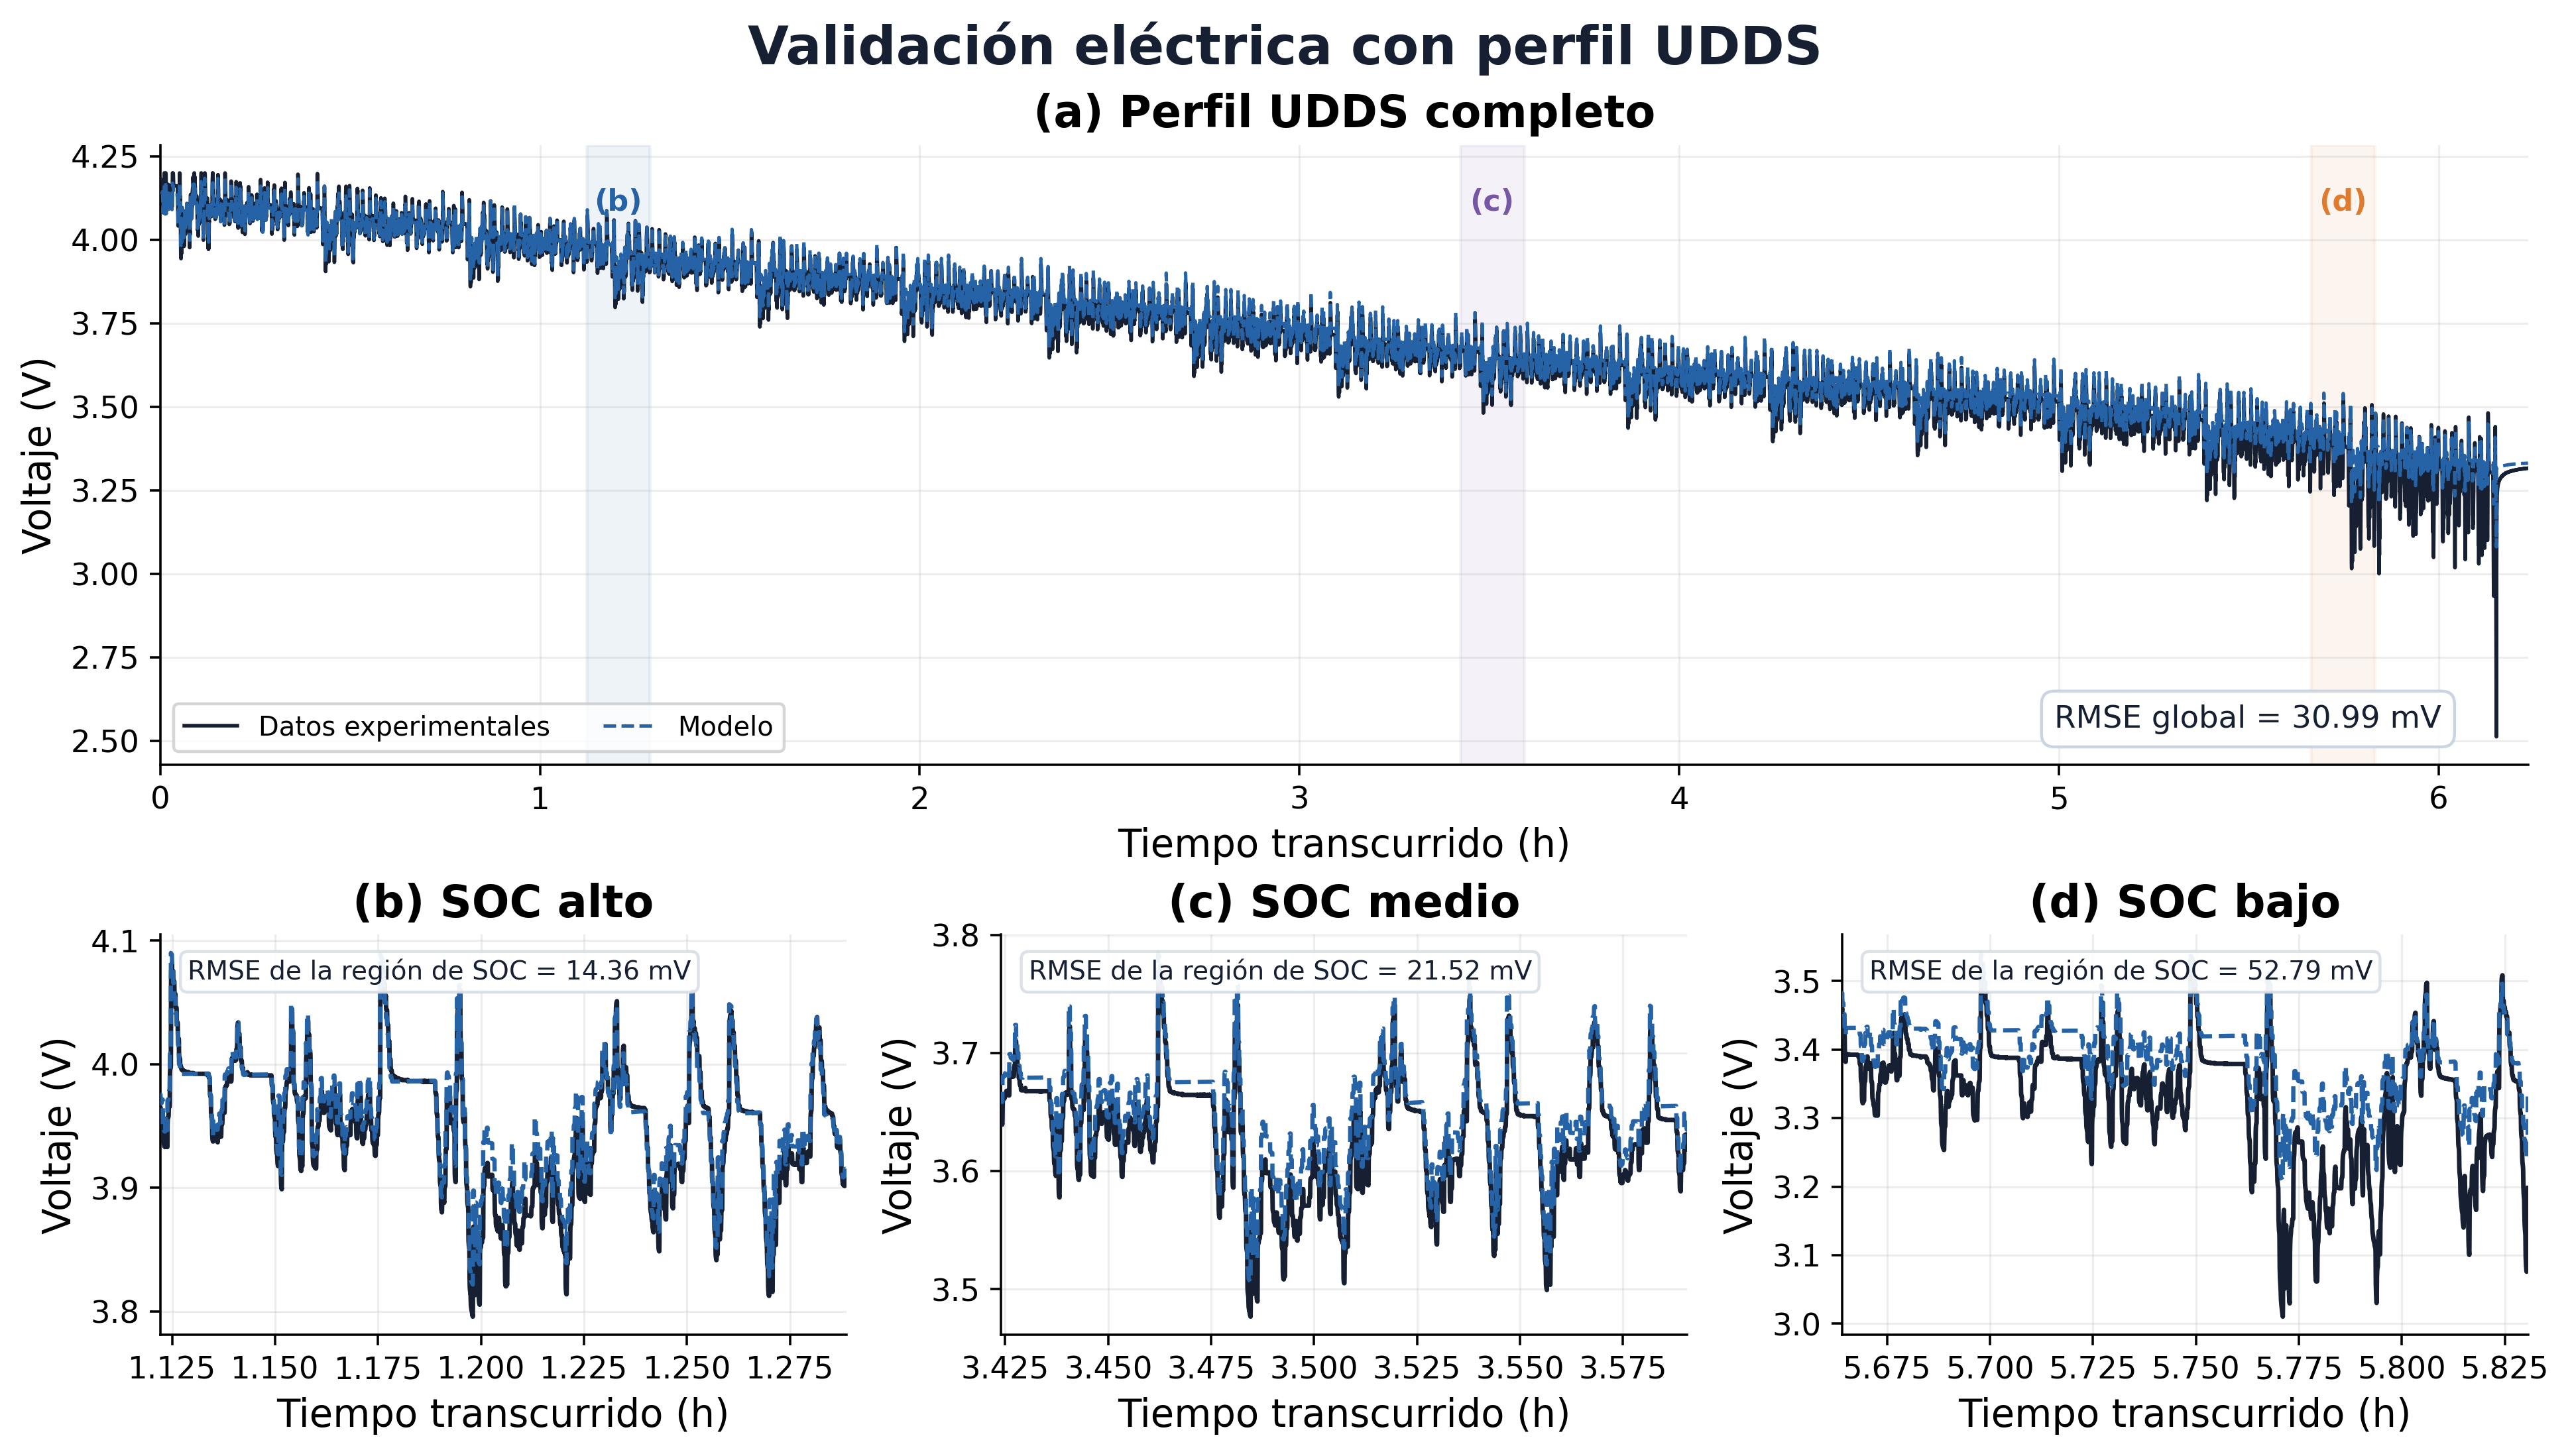 Validación eléctrica con perfil UDDS
(a) Perfil UDDS completo
Voltaje (V)
4.25
4.00
3.75
3.50
3.25
3.00
2.75
2.50
(b)
(c)
(d)
Datos experimentales
Modelo
RMSE global = 30.99 mV
0 1 2 3 4 5 6
Tiempo transcurrido (h)
(b) SOC alto
RMSE de la región de SOC = 14.36 mV
Voltaje (V)
4.1
4.0
3.9
3.8
1.125 1.150 1.175 1.200 1.225 1.250 1.275
Tiempo transcurrido (h)
(c) SOC medio
RMSE de la región de SOC = 21.52 mV
Voltaje (V)
3.8
3.7
3.6
3.5
3.425 3.450 3.475 3.500 3.525 3.550 3.575
Tiempo transcurrido (h)
(d) SOC bajo
RMSE de la región de SOC = 52.79 mV
Voltaje (V)
3.5
3.4
3.3
3.2
3.1
3.0
5.675 5.700 5.725 5.750 5.775 5.800 5.825
Tiempo transcurrido (h)